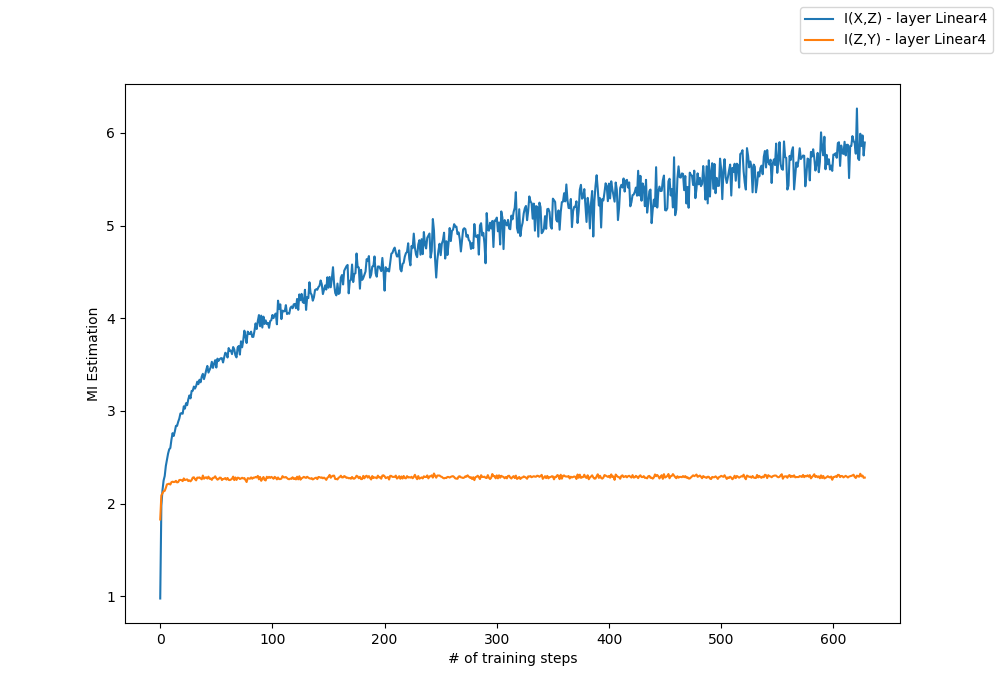 I(X,Z) - layer Linear4
I(Z,Y) - layer Linear4
6
5
4
3
2
1
MI Estimation
0 100 200 300 400 500 600
# of training steps